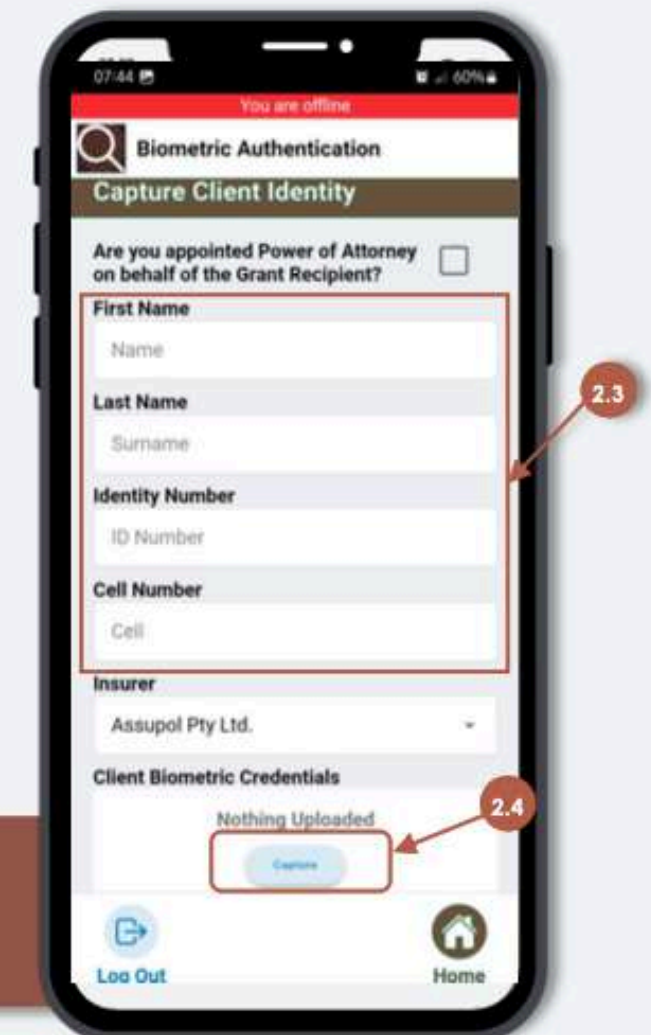 07:44 60%
You are offline
Biometric Authentication
Capture Client Identity
Are you appointed Power of Attorney
on behalf of the Grant Recipient?
First Name
Name
Last Name
Surname
2.3
Identity Number
ID Number
Cell Number
Cell
Insurer
Assupol Pty Ltd.
Client Biometric Credentials
Nothing Uploaded
2.4
Capture
Log Out
Home